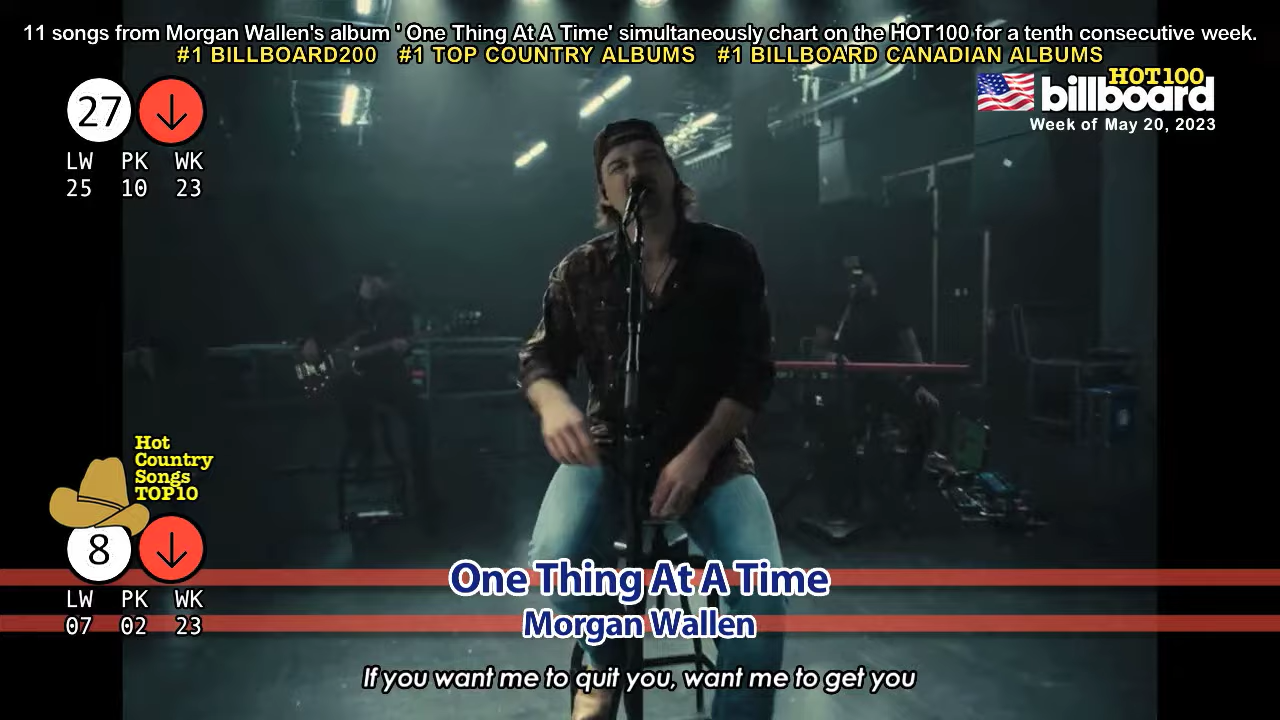 11 songs from Morgan Wallen's album ' One Thing At A Time' simultaneously chart on the HOT100 for a tenth consecutive week.
#1 BILLBOARD200 #1 TOP COUNTRY ALBUMS #1 BILLBOARD CANADIAN ALBUMS
27
LW PK WK
25 10 23
HOT100
billboard
Week of May 20, 2023
Hot
Country
Songs
TOP10
8
LW PK WK
07 02 23
One Thing At A Time
Morgan Wallen
If you want me to quit you, want me to get you